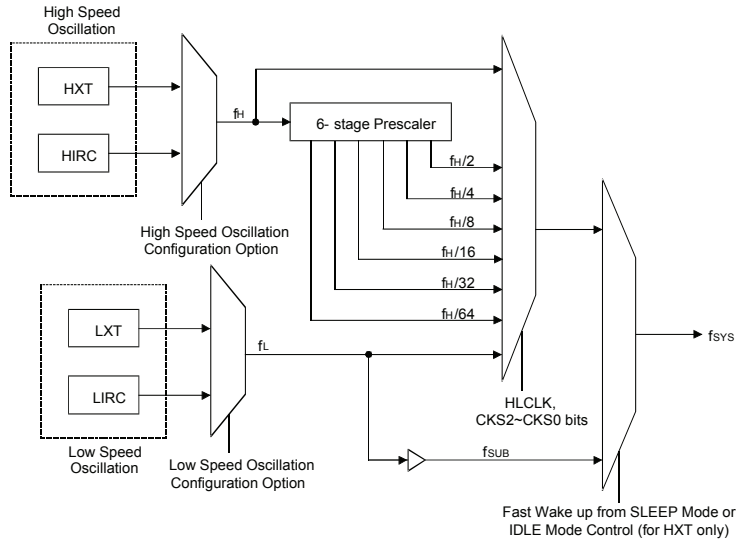 High Speed
Oscillation
HXT
HIRC
fH
6- stage Prescaler
fH/2
fH/4
fH/8
fH/16
fH/32
fH/64
High Speed Oscillation
Configuration Option
LXT
LIRC
fL
Low Speed
Oscillation
Low Speed Oscillation
Configuration Option
HLCLK,
CKS2~CKS0 bits
fSUB
fSYS
Fast Wake up from SLEEP Mode or
IDLE Mode Control (for HXT only)